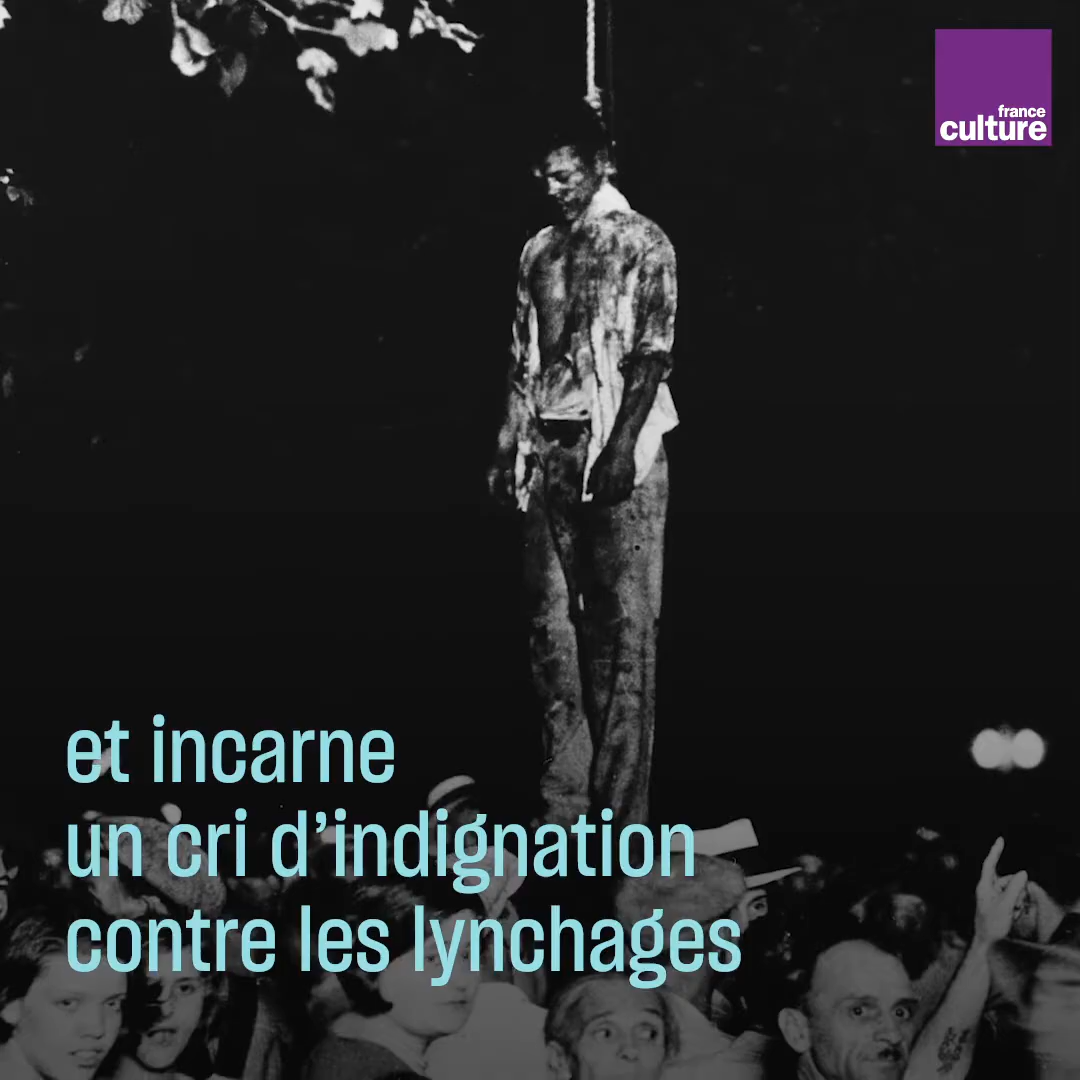 france
culture
et incarne
un cri d’indignation
contre les lynchages